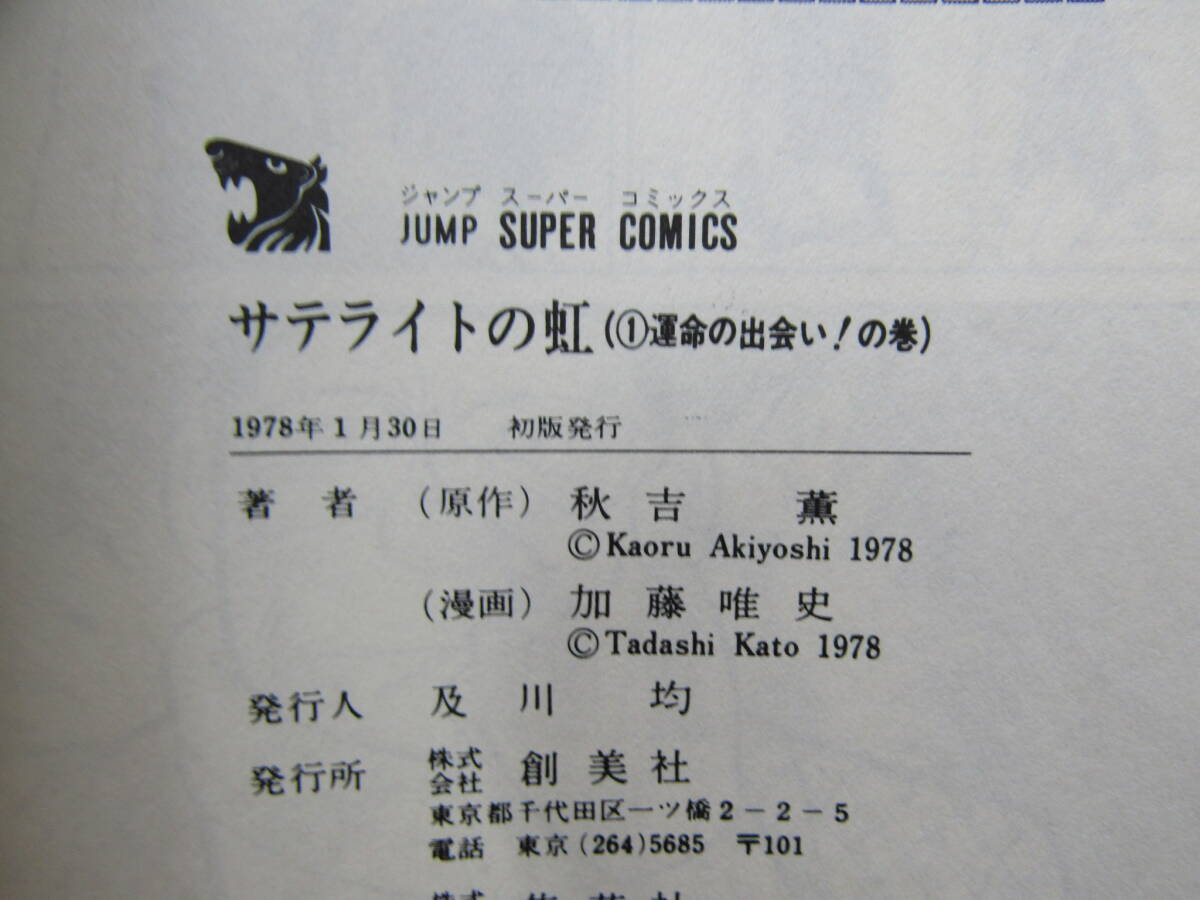 ジャンプ スーパー コミックス
JUMP SUPER COMICS
サテライトの虹(①運命の出会い!の巻)
1978年1月30日 初版発行
著者 (原作) 秋吉 薫
©Kaoru Akiyoshi 1978
(漫画) 加藤唯史
©Tadashi Kato 1978
発行人 及川 均
発行所 株式会社 創美社
東京都千代田区一ツ橋2-2-5
電話 東京(264)5685 〒101
株式